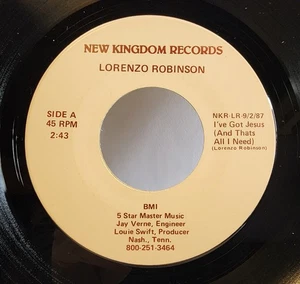 NEW KINGDOM RECORDS
LORENZO ROBINSON
SIDE A
45 RPM
2:43
NKR-LR-9/2/87
I've Got Jesus
(And Thats
All I Need)
(Lorenzo Robinson)
BMI
5 Star Master Music
Jay Verne, Engineer
Louie Swift, Producer
Nash., Tenn.
800-251-3464